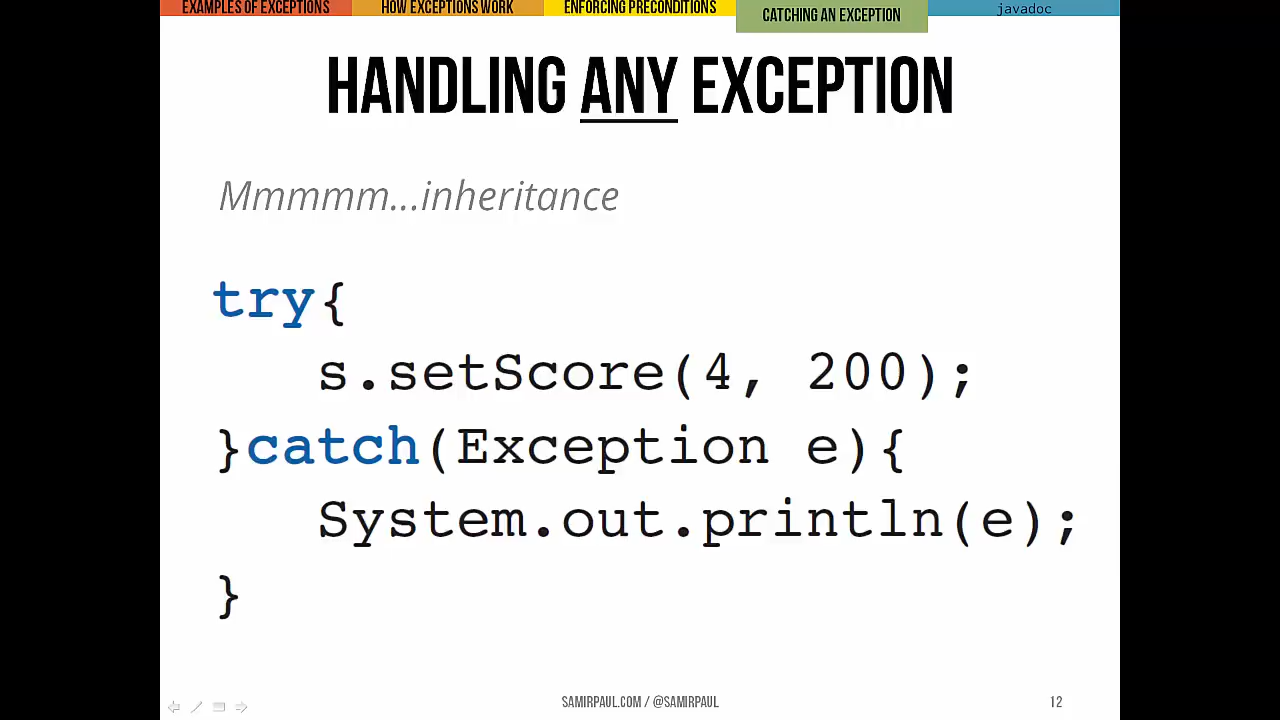 EXAMPLES OF EXCEPTIONS
HOW EXCEPTIONS WORK
ENFORCING PRECONDITIONS
CATCHING AN EXCEPTION
javadoc
HANDLING ANY EXCEPTION
Mmmmm...inheritance
try{
    s.setScore(4, 200);
}catch(Exception e){
    System.out.println(e);
}
SAMIRPAUL.COM / @SAMIRPAUL
12